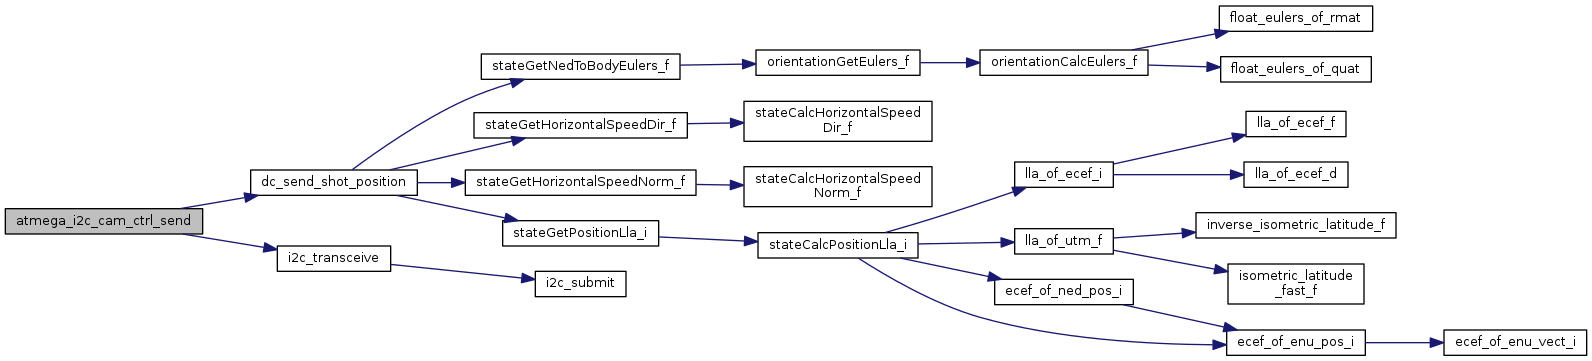 atmega_i2c_cam_ctrl_send
dc_send_shot_position
i2c_transceive
stateGetNedToBodyEulers_f
stateGetHorizontalSpeedDir_f
stateGetHorizontalSpeedNorm_f
stateGetPositionLla_i
i2c_submit
orientationGetEulers_f
stateCalcHorizontalSpeed
Dir_f
stateCalcHorizontalSpeed
Norm_f
stateCalcPositionLla_i
orientationCalcEulers_f
lla_of_ecef_i
lla_of_utm_f
ecef_of_ned_pos_i
float_eulers_of_rmat
float_eulers_of_quat
lla_of_ecef_f
lla_of_ecef_d
inverse_isometric_latitude_f
isometric_latitude
_fast_f
ecef_of_enu_pos_i
ecef_of_enu_vect_i